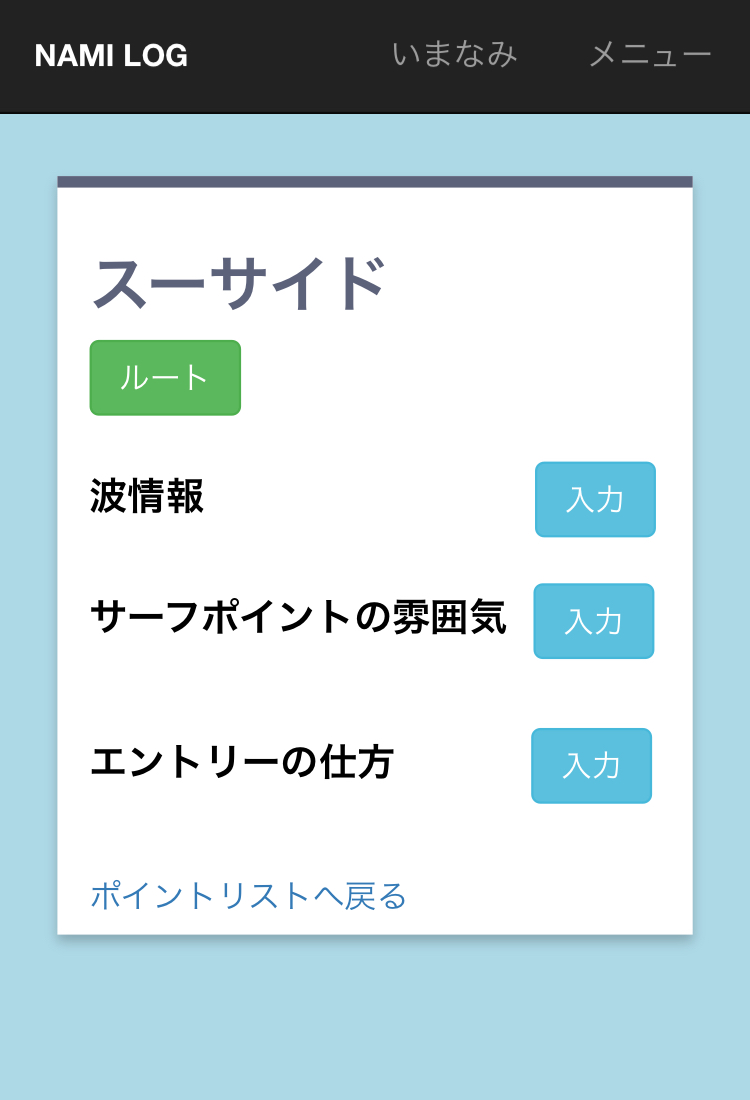 NAMI LOG いまなみ メニュー
スーサイド
ルート
波情報 入力
サーフポイントの雰囲気 入力
エントリーの仕方 入力
ポイントリストへ戻る